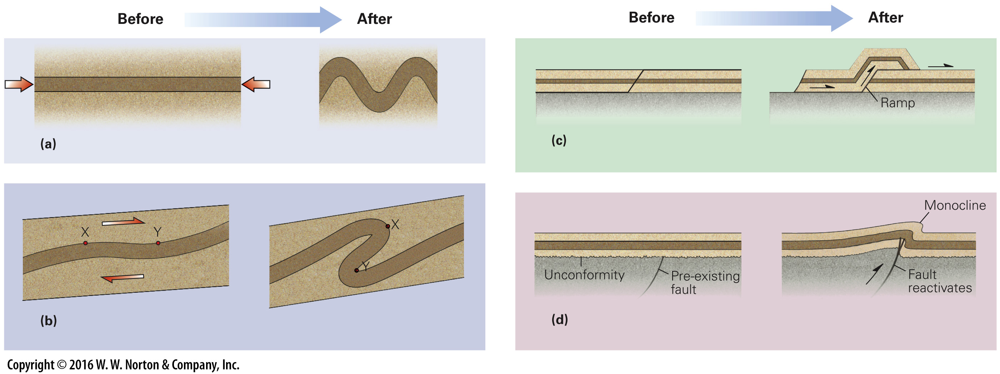 Before
After
(a)
X
Y
X
Y
(b)
Before
After
Ramp
(c)
Monocline
Unconformity
Pre-existing
fault
Fault
reactivates
(d)
Copyright © 2016 W. W. Norton & Company, Inc.